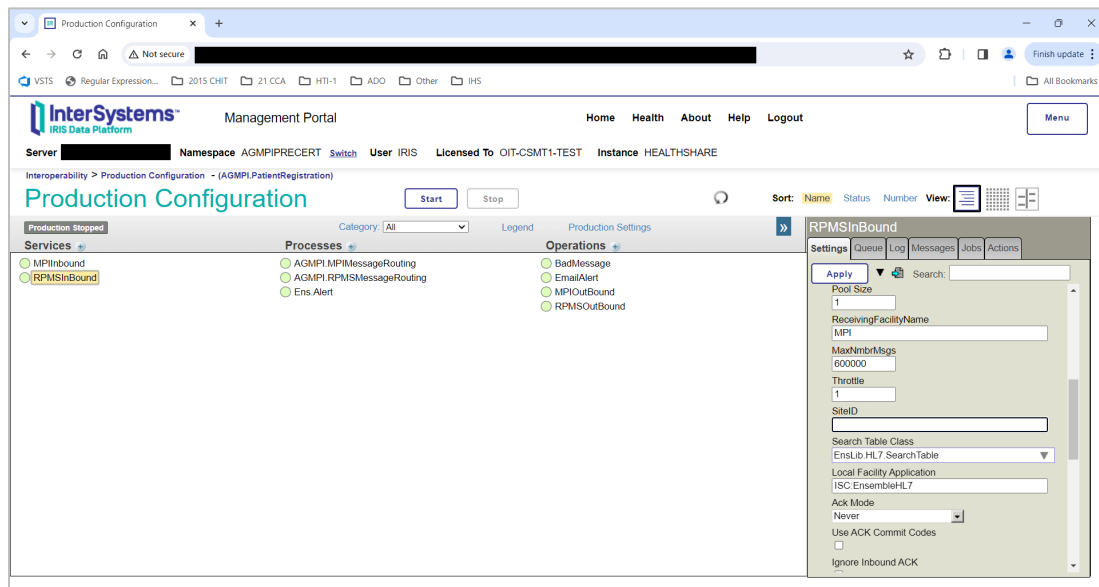 Production Configuration
Not secure
Finish update
VSTS Regular Expression... 2015 CHIT 21 CCA HTI-1 ADO Other IHS All Bookmarks
InterSystems™
IRIS Data Platform
Management Portal
Home Health About Help Logout
Menu
Server Namespace AGMPIPRECERT Switch User IRIS Licensed To OIT-CSMT1-TEST Instance HEALTHSHARE
Interoperability > Production Configuration - (AGMPI.PatientRegistration)
Production Configuration
Start Stop
Sort: Name Status Number View:
Production Stopped
Category: All Legend Production Settings
Services Processes Operations
MPIInbound AGMPI.MPIMessageRouting BadMessage
RPMSInBound AGMPI.RPMSMessageRouting EmailAlert
Ens.Alert MPIOutBound
RPMSOutBound
»
RPMSInBound
Settings Queue Log Messages Jobs Actions
Apply Search:
Pool Size
1
ReceivingFacilityName
MPI
MaxNmbrMsgs
600000
Throttle
1
SiteID
Search Table Class
EnsLib.HL7.SearchTable
Local Facility Application
ISC:EnsembleHL7
Ack Mode
Never
Use ACK Commit Codes
Ignore Inbound ACK